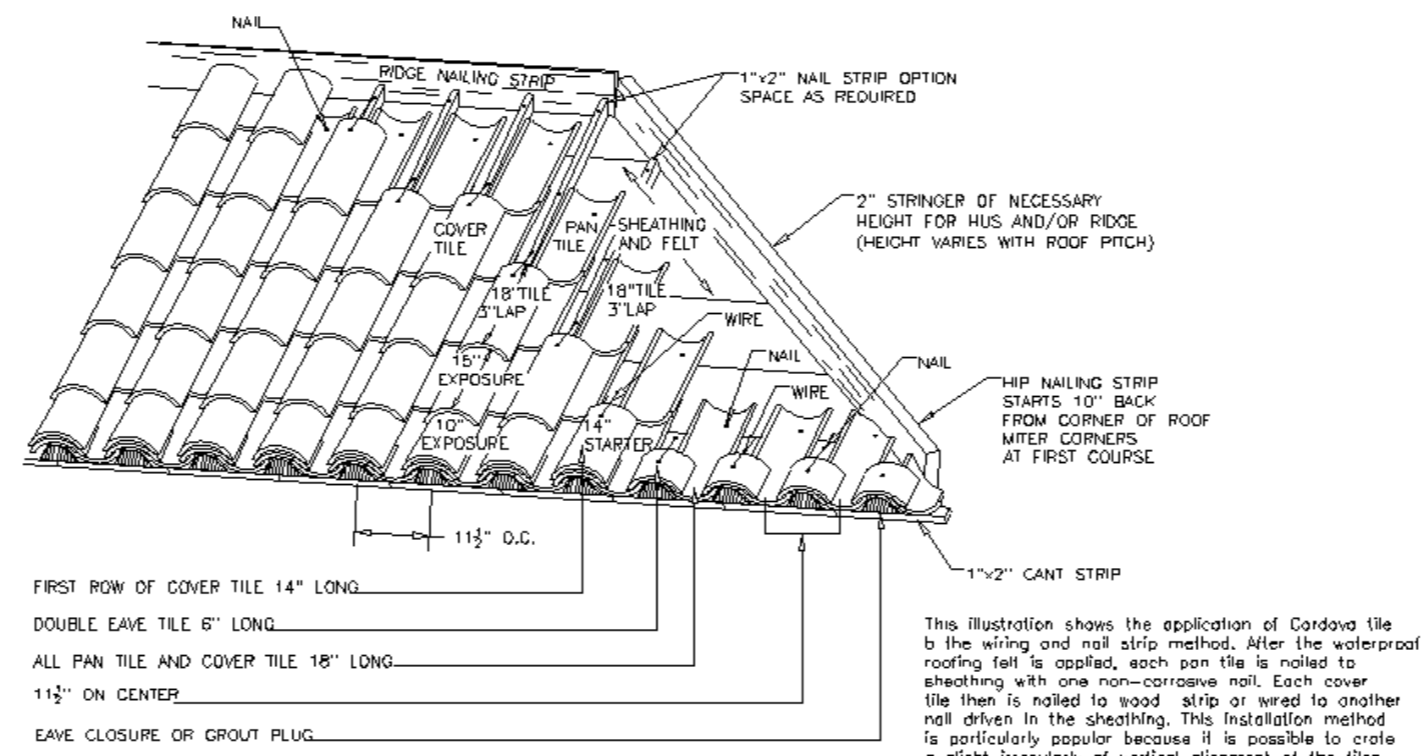 NAIL
RIDGE NAILING STRIP
1"x2" NAIL STRIP OPTION
SPACE AS REQUIRED
2" STRINGER OF NECESSARY
HEIGHT FOR HUS AND/OR RIDGE
(HEIGHT VARIES WITH ROOF PITCH)
COVER
TILE
PAN
TILE
SHEATHING
AND FELT
18"TILE
3"LAP
18"TILE
3"LAP
WIRE
NAIL
WIRE
NAIL
15"
EXPOSURE
10"
EXPOSURE
14"
STARTER
HIP NAILING STRIP
STARTS 10" BACK
FROM CORNER OF ROOF
MITER CORNERS
AT FIRST COURSE
11½" O.C.
1"x2" CANT STRIP
FIRST ROW OF COVER TILE 14" LONG
DOUBLE EAVE TILE 6" LONG
ALL PAN TILE AND COVER TILE 18" LONG
11½" ON CENTER
EAVE CLOSURE OR GROUT PLUG
This illustration shows the application of Cordova tile
b the wiring and nail strip method. After the waterproof
roofing felt is applied, each pan tile is nailed to
sheathing with one non-corrosive nail. Each cover
tile then is nailed to wood strip or wired to another
nail driven in the sheathing. This installation method
is particularly popular because it is possible to crate